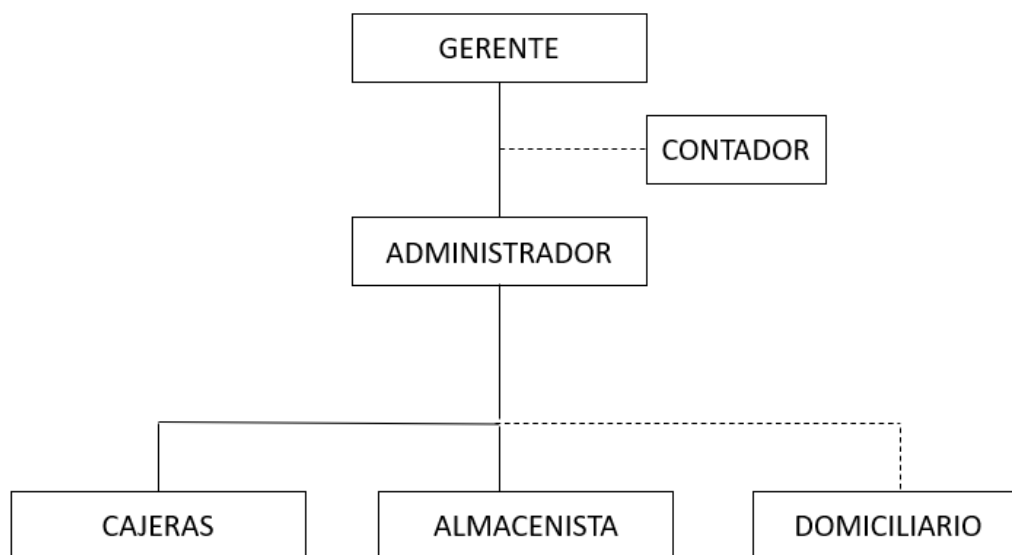 GERENTE
CONTADOR
ADMINISTRADOR
CAJERAS
ALMACENISTA
DOMICILIARIO